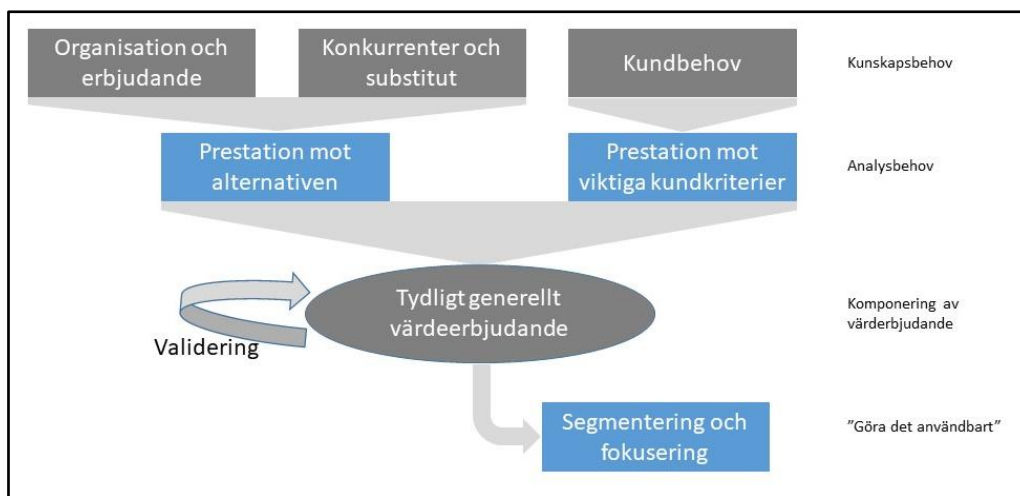 Organisation och
erbjudande
Konkurrenter och
substitut
Kundbehov
Kunskapsbehov
Prestation mot
alternativen
Prestation mot
viktiga kundkriterier
Analysbehov
Tydligt generellt
värdeerbjudande
Komponering av
värderbjudande
Validering
Segmentering och
fokusering
”Göra det användbart”